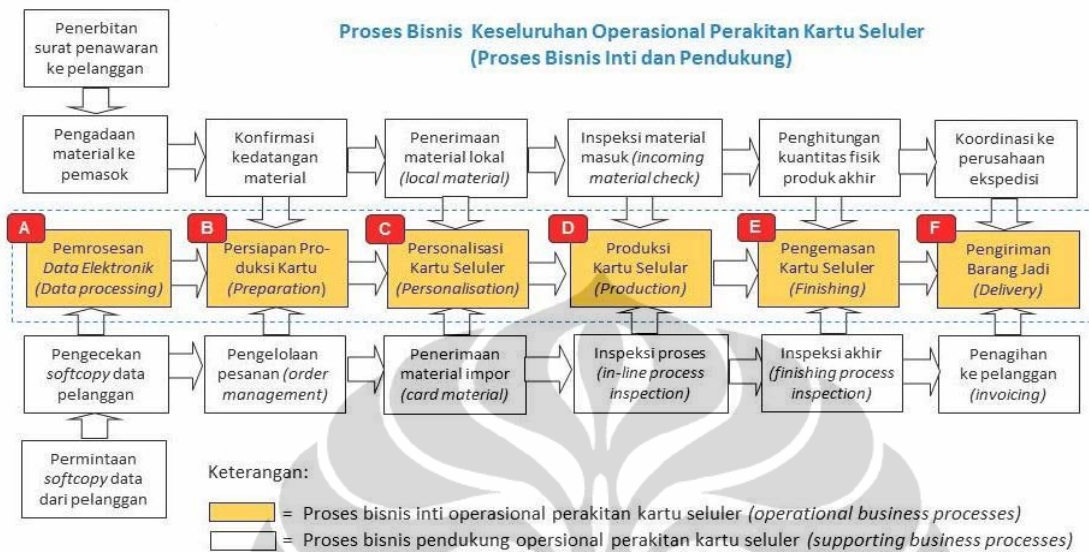 Proses Bisnis Keseluruhan Operasional Perakitan Kartu Seluler
(Proses Bisnis Inti dan Pendukung)
Penerbitan
surat penawaran
ke pelanggan
Pengadaan
material ke
pemasok
Konfirmasi
kedatangan
material
Penerimaan
material lokal
(local material)
Inspeksi material
masuk (incoming
material check)
Penghitungan
kuantitas fisik
produk akhir
Koordinasi ke
perusahaan
ekspedisi
A
Pemrosesan
Data Elektronik
(Data processing)
B
Persiapan Pro-
duksi Kartu
(Preparation)
C
Personalisasi
Kartu Seluler
(Personalisation)
D
Produksi
Kartu Selular
(Production)
E
Pengemasan
Kartu Seluler
(Finishing)
F
Pengiriman
Barang Jadi
(Delivery)
Pengecekan
softcopy data
pelanggan
Pengelolaan
pesanan (order
management)
Penerimaan
material impor
(card material)
Inspeksi proses
(in-line process
inspection)
Inspeksi akhir
(finishing process
inspection)
Penagihan
ke pelanggan
(invoicing)
Permintaan
softcopy data
dari pelanggan
Keterangan:
= Proses bisnis inti operasional perakitan kartu seluler (operational business processes)
= Proses bisnis pendukung opersional perakitan kartu seluler (supporting business processes)